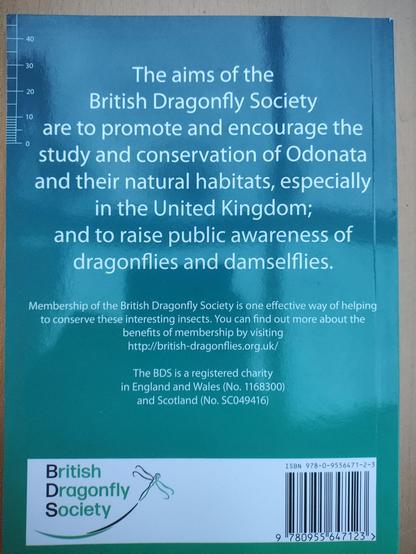 40
30
20
10
0
The aims of the
British Dragonfly Society
are to promote and encourage the
study and conservation of Odonata
and their natural habitats, especially
in the United Kingdom;
and to raise public awareness of
dragonflies and damselflies.
Membership of the British Dragonfly Society is one effective way of helping
to conserve these interesting insects. You can find out more about the
benefits of membership by visiting
http://british-dragonflies.org.uk/
The BDS is a registered charity
in England and Wales (No. 1168300)
and Scotland (No. SC049416)
British
Dragonfly
Society
ISBN 978-0-9556471-2-3
9 780955 647123 >